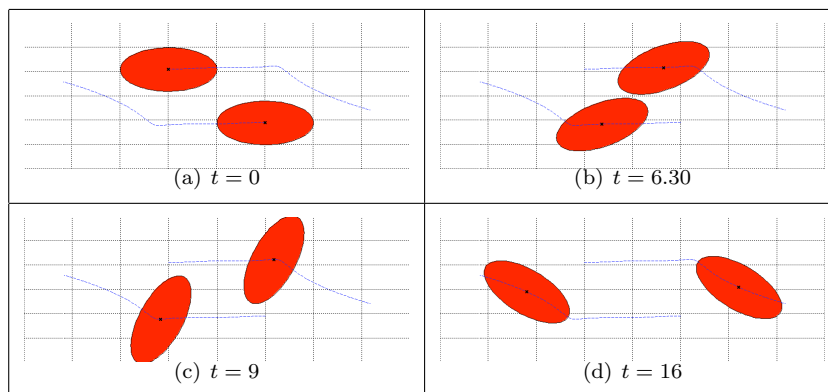 (a) t = 0
(b) t = 6.30
(c) t = 9
(d) t = 16